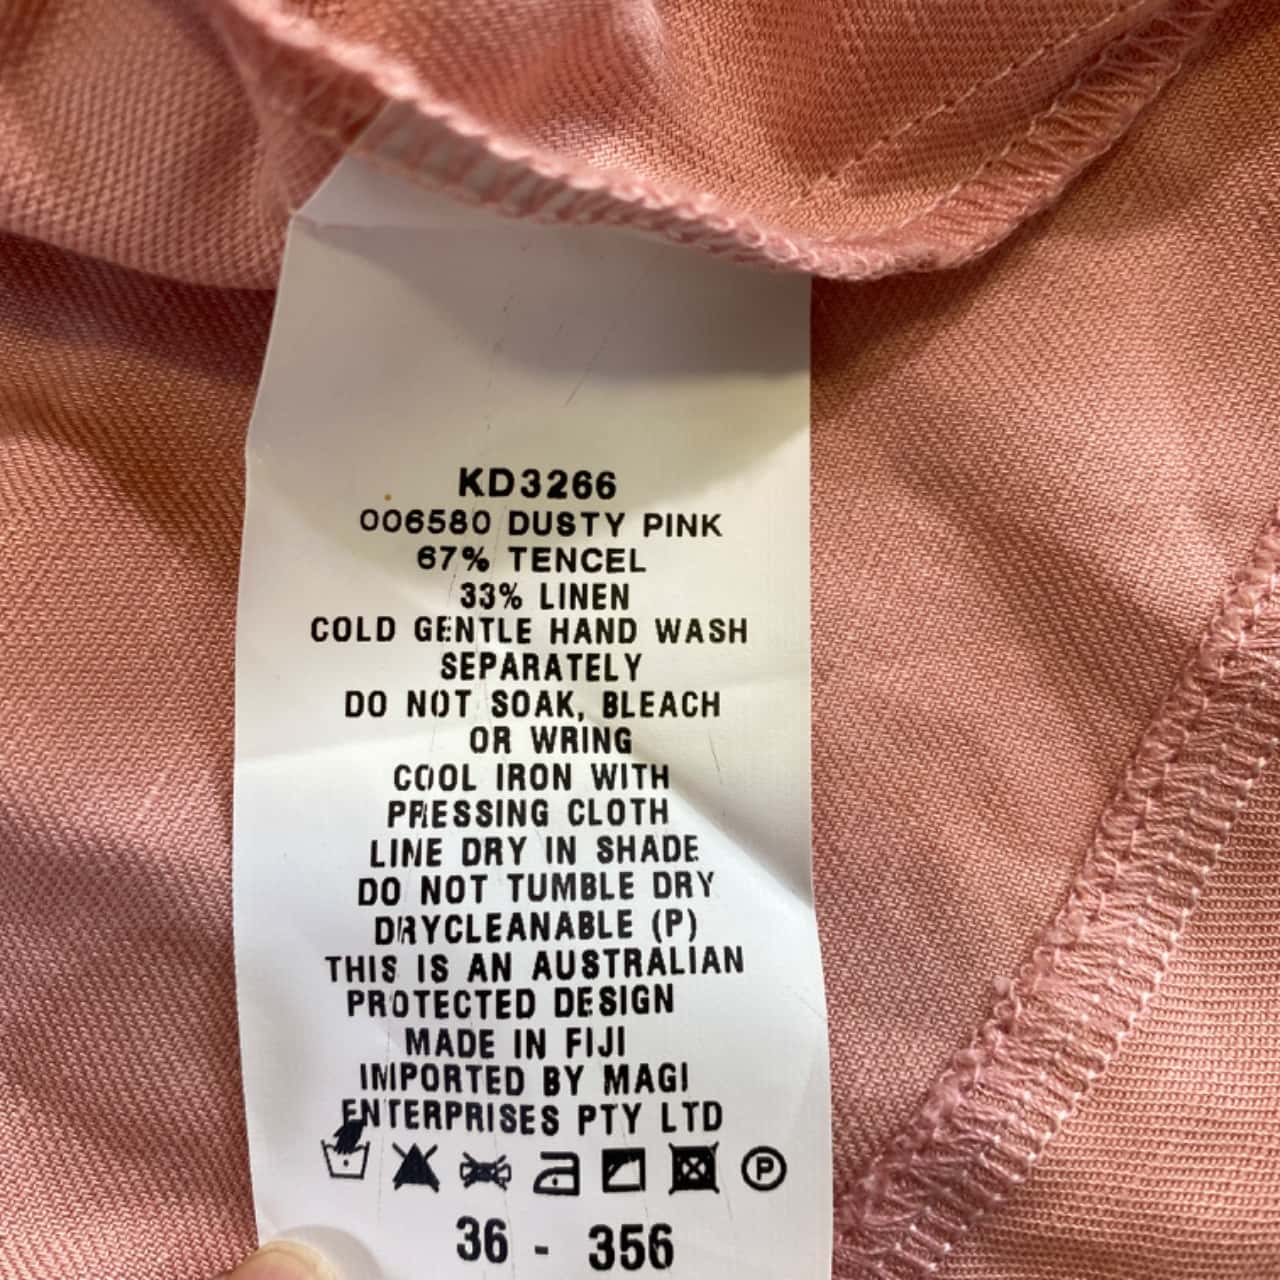 KD3266
006580 DUSTY PINK
67% TENCEL
33% LINEN
COLD GENTLE HAND WASH
SEPARATELY
DO NOT SOAK, BLEACH
OR WRING
COOL IRON WITH
PRESSING CLOTH
LINE DRY IN SHADE
DO NOT TUMBLE DRY
DRYCLEANABLE (P)
THIS IS AN AUSTRALIAN
PROTECTED DESIGN
MADE IN FIJI
IMPORTED BY MAGI
ENTERPRISES PTY LTD
P
36 - 356